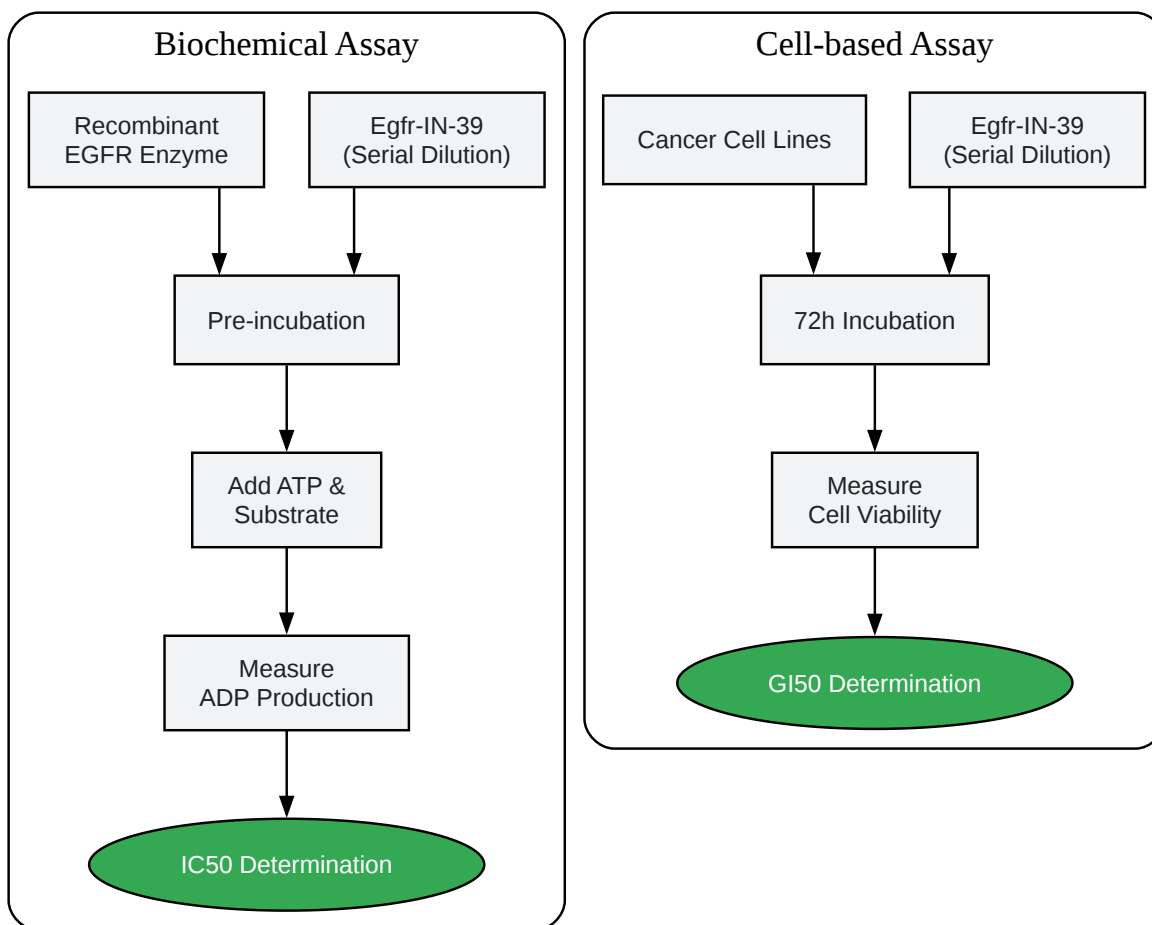 Biochemical Assay
Recombinant
EGFR Enzyme
Egfr-IN-39
(Serial Dilution)
Pre-incubation
Add ATP &
Substrate
Measure
ADP Production
IC50 Determination
Cell-based Assay
Cancer Cell Lines
Egfr-IN-39
(Serial Dilution)
72h Incubation
Measure
Cell Viability
GI50 Determination